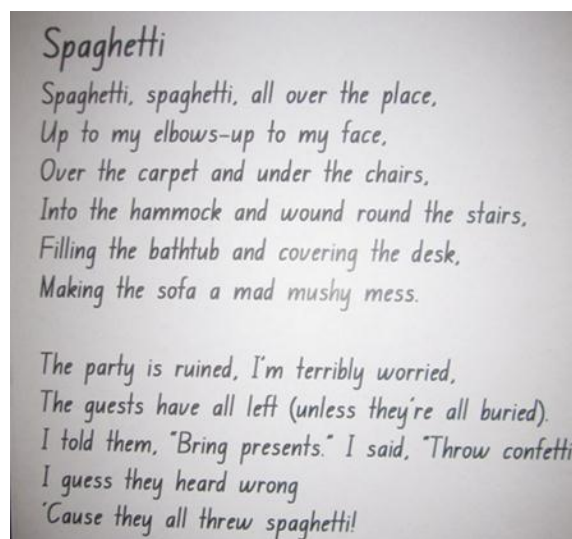 Spaghetti
Spaghetti, spaghetti, all over the place,
Up to my elbows-up to my face,
Over the carpet and under the chairs,
Into the hammock and wound round the stairs,
Filling the bathtub and covering the desk,
Making the sofa a mad mushy mess.
The party is ruined, I'm terribly worried,
The guests have all left (unless they're all buried).
I told them, "Bring presents." I said, "Throw confetti
I guess they heard wrong
'Cause they all threw spaghetti!